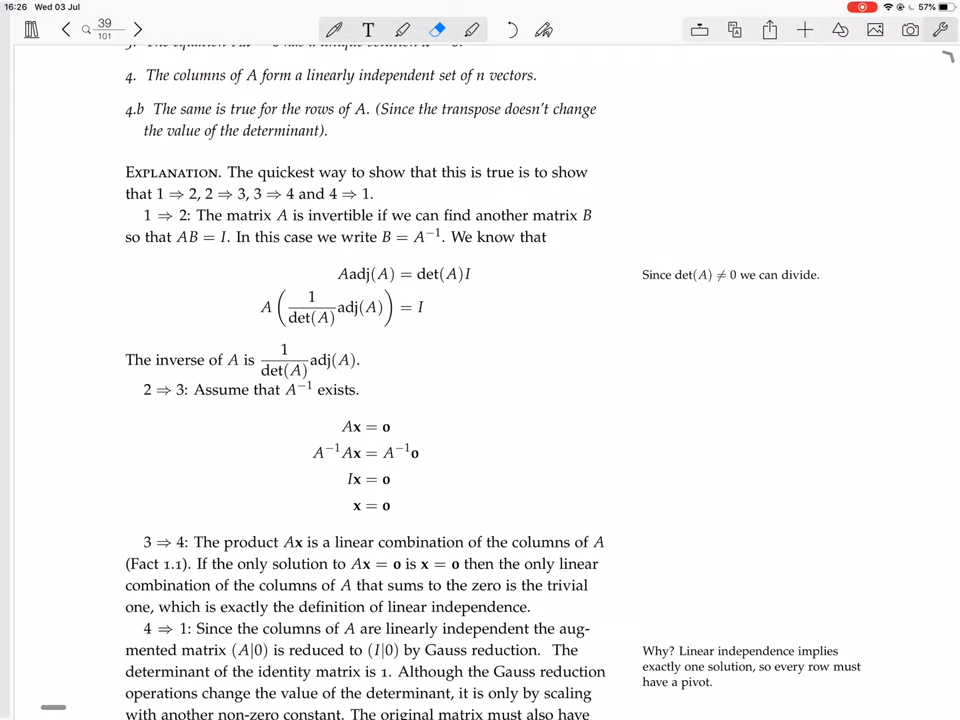 16:26 Wed 03 Jul
57%
39
101
T
4. The columns of A form a linearly independent set of n vectors.
4.b The same is true for the rows of A. (Since the transpose doesn't change
the value of the determinant).
EXPLANATION. The quickest way to show that this is true is to show
that 1 ⇒ 2, 2 ⇒ 3, 3 ⇒ 4 and 4 ⇒ 1.
1 ⇒ 2: The matrix A is invertible if we can find another matrix B
so that AB = I. In this case we write B = A⁻¹. We know that
Aadj(A) = det(A)I
Since det(A) ≠ 0 we can divide.
A (1/det(A) adj(A)) = I
The inverse of A is 1/det(A) adj(A).
2 ⇒ 3: Assume that A⁻¹ exists.
Ax = 0
A⁻¹Ax = A⁻¹0
Ix = 0
x = 0
3 ⇒ 4: The product Ax is a linear combination of the columns of A
(Fact 1.1). If the only solution to Ax = 0 is x = 0 then the only linear
combination of the columns of A that sums to the zero is the trivial
one, which is exactly the definition of linear independence.
4 ⇒ 1: Since the columns of A are linearly independent the aug-
mented matrix (A|0) is reduced to (I|0) by Gauss reduction. The
determinant of the identity matrix is 1. Although the Gauss reduction
operations change the value of the determinant, it is only by scaling
with another non-zero constant. The original matrix must also have
Why? Linear independence implies
exactly one solution, so every row must
have a pivot.